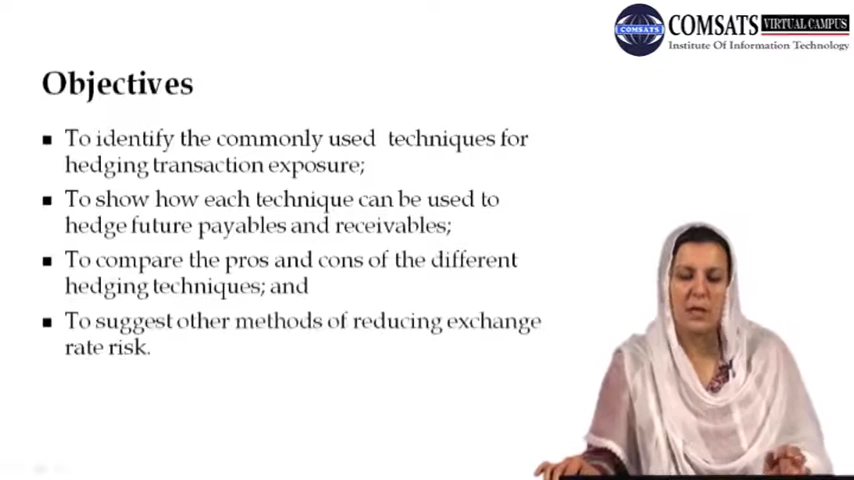 COMSATS VIRTUAL CAMPUS
COMSATS
Institute Of Information Technology
Objectives
To identify the commonly used techniques for
hedging transaction exposure;
To show how each technique can be used to
hedge future payables and receivables;
To compare the pros and cons of the different
hedging techniques; and
To suggest other methods of reducing exchange
rate risk.